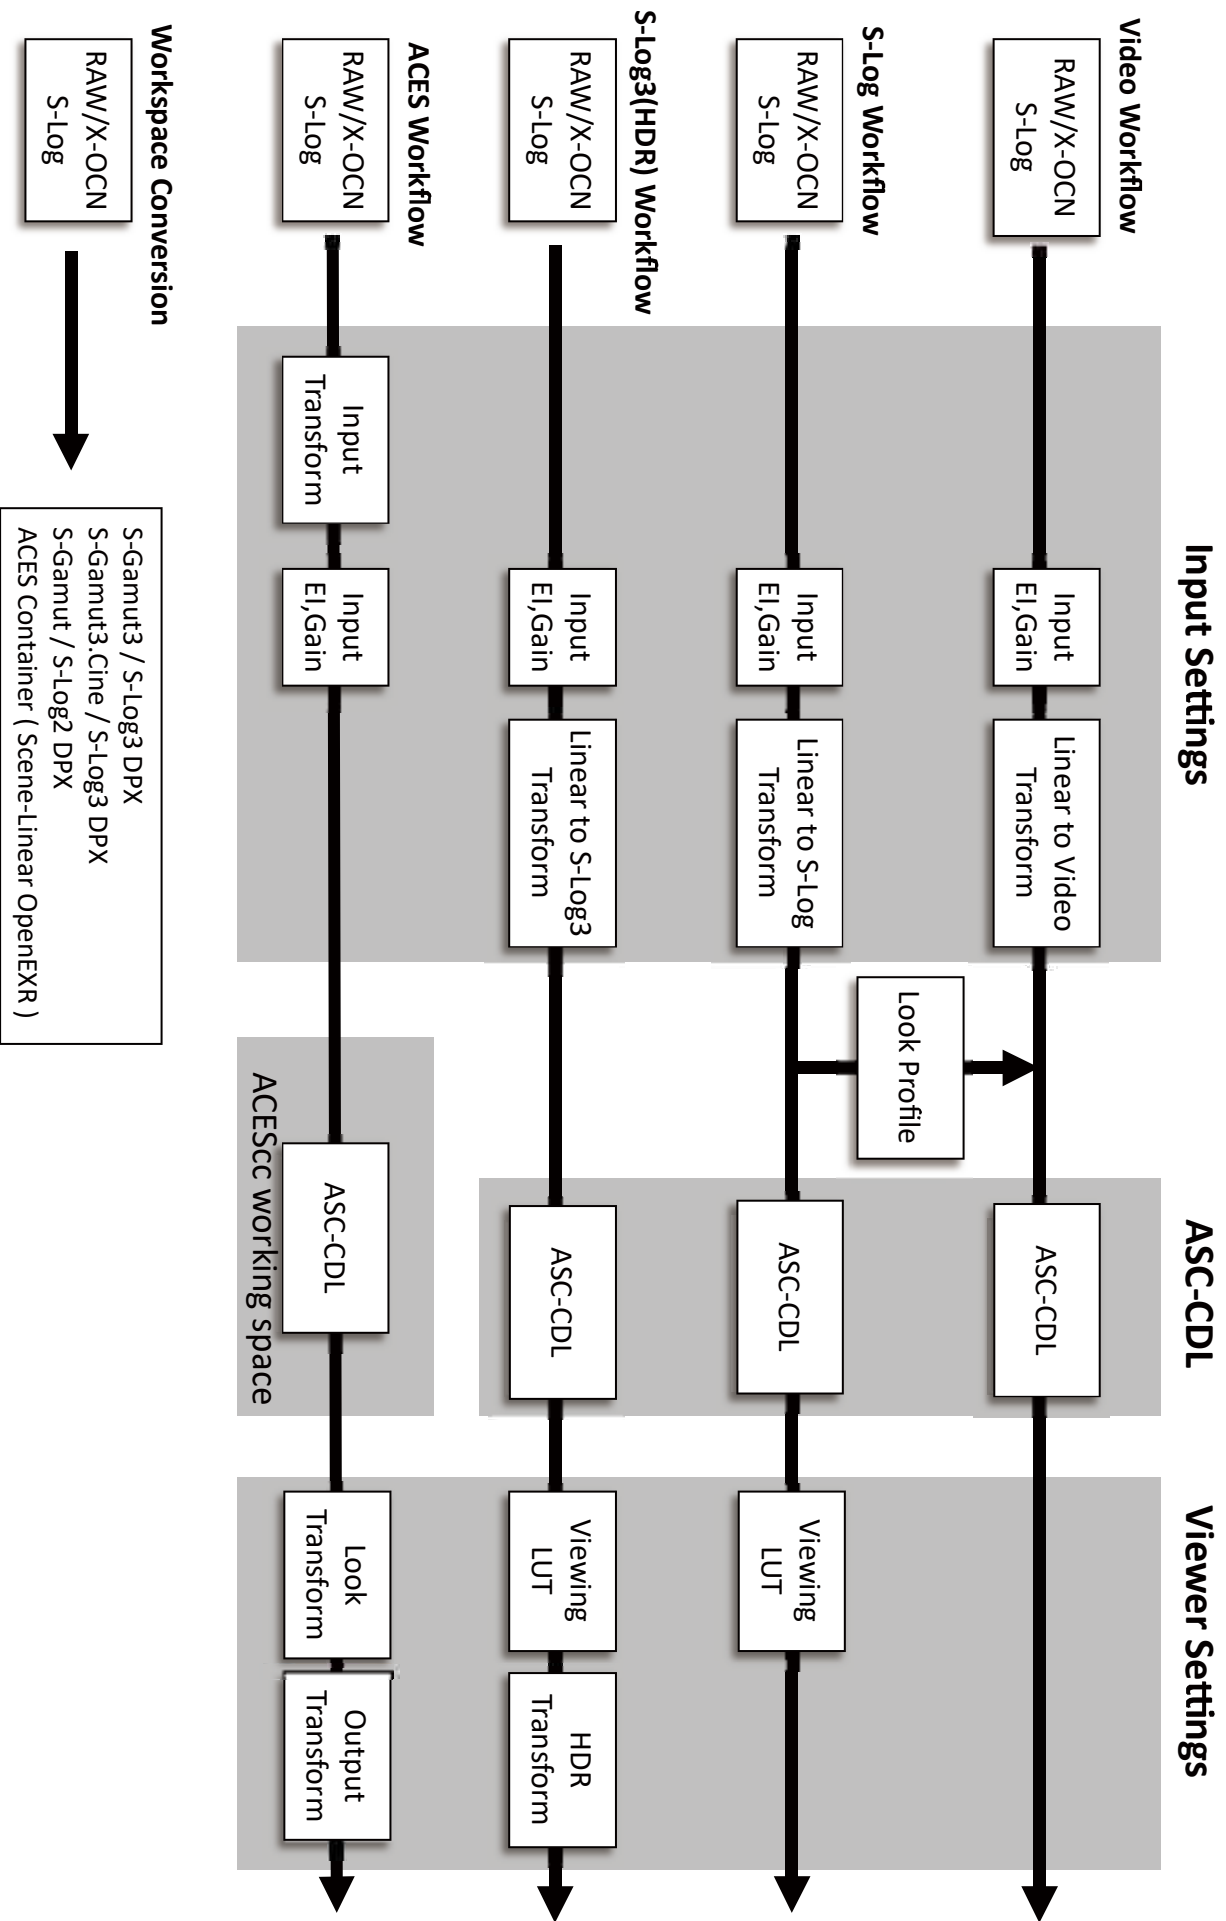 Input Settings
ASC-CDL
Viewer Settings
Video Workflow
RAW/X-OCN
S-Log
Input
EI,Gain
Linear to Video
Transform
ASC-CDL
Look Profile
S-Log Workflow
RAW/X-OCN
S-Log
Input
EI,Gain
Linear to S-Log
Transform
ASC-CDL
Viewing
LUT
S-Log3(HDR) Workflow
RAW/X-OCN
S-Log
Input
EI,Gain
Linear to S-Log3
Transform
ASC-CDL
Viewing
LUT
HDR
Transform
ACES Workflow
RAW/X-OCN
S-Log
Input
Transform
Input
EI,Gain
ASC-CDL
ACEScc working space
Look
Transform
Output
Transform
Workspace Conversion
RAW/X-OCN
S-Log
S-Gamut3 / S-Log3 DPX
S-Gamut3.Cine / S-Log3 DPX
S-Gamut / S-Log2 DPX
ACES Container ( Scene-Linear OpenEXR )